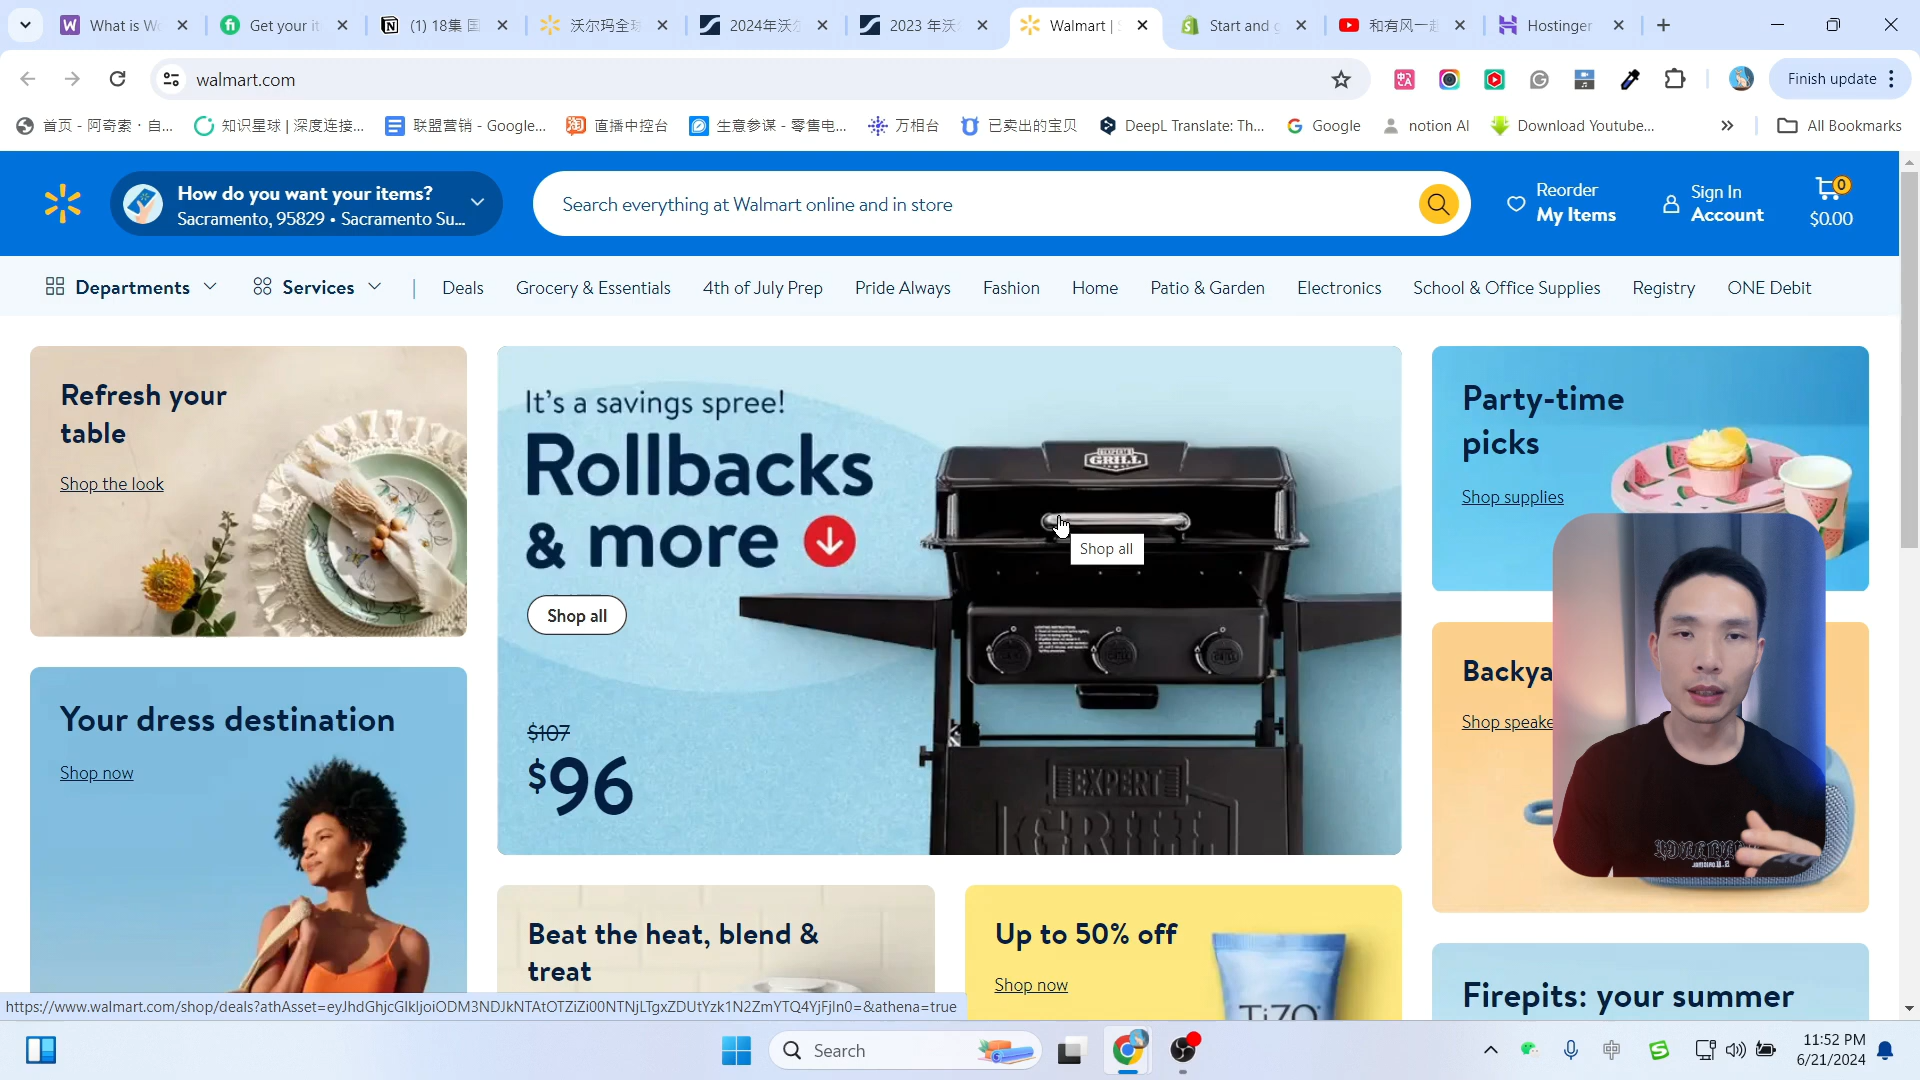 What is Wo
Get your it
(1) 18集 国
沃尔玛全球
2024年沃尔
2023 年沃
Walmart | S
Start and g
和有风一起
Hostinger
walmart.com
Finish update
首页 - 阿奇索 · 自...
知识星球 | 深度连接...
联盟营销 - Google...
直播中控台
生意参谋 - 零售电...
万相台
已卖出的宝贝
DeepL Translate: Th...
Google
notion AI
Download Youtube...
All Bookmarks
How do you want your items?
Sacramento, 95829 • Sacramento Su...
Search everything at Walmart online and in store
Reorder
My Items
Sign In
Account
0
$0.00
Departments
Services
Deals
Grocery & Essentials
4th of July Prep
Pride Always
Fashion
Home
Patio & Garden
Electronics
School & Office Supplies
Registry
ONE Debit
Refresh your
table
Shop the look
It's a savings spree!
Rollbacks
& more
Shop all
$107
$96
EXPERT
GRILL
Shop all
EXPERT
GRILL
Party-time
picks
Shop supplies
Backya
Shop speake
Your dress destination
Shop now
Beat the heat, blend &
treat
Up to 50% off
Shop now
TIZO
Firepits: your summer
https://www.walmart.com/shop/deals?athAsset=eyJhdGhjcGlkIjoiODM3NDJkNTAtOTZiZi00NTNjLTgxZDUtYzk1N2ZmYTQ4YjFjIn0=&athena=true
Search
中
11:52 PM
6/21/2024